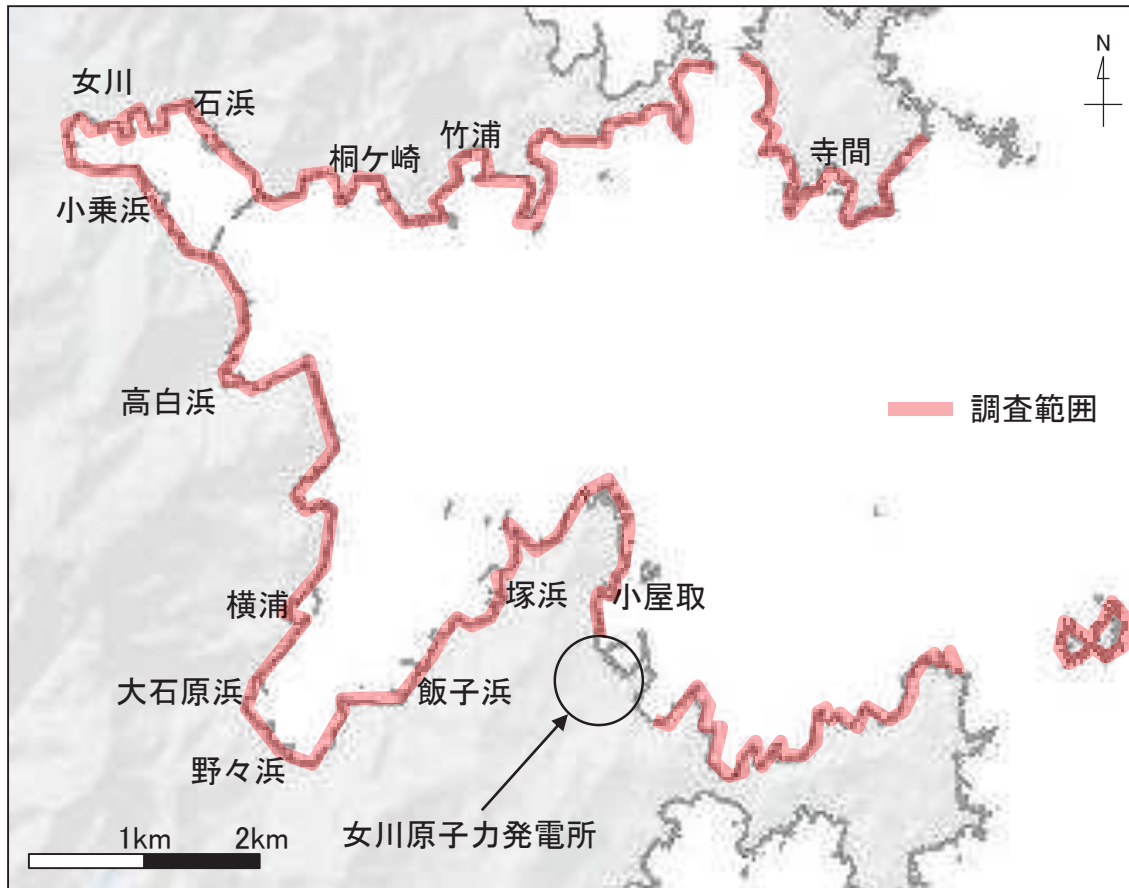 N
女川
石浜
竹浦
桐ケ崎
寺間
小乗浜
高白浜
調査範囲
塚浜
小屋取
横浦
大石原浜
飯子浜
野々浜
女川原子力発電所
1km
2km